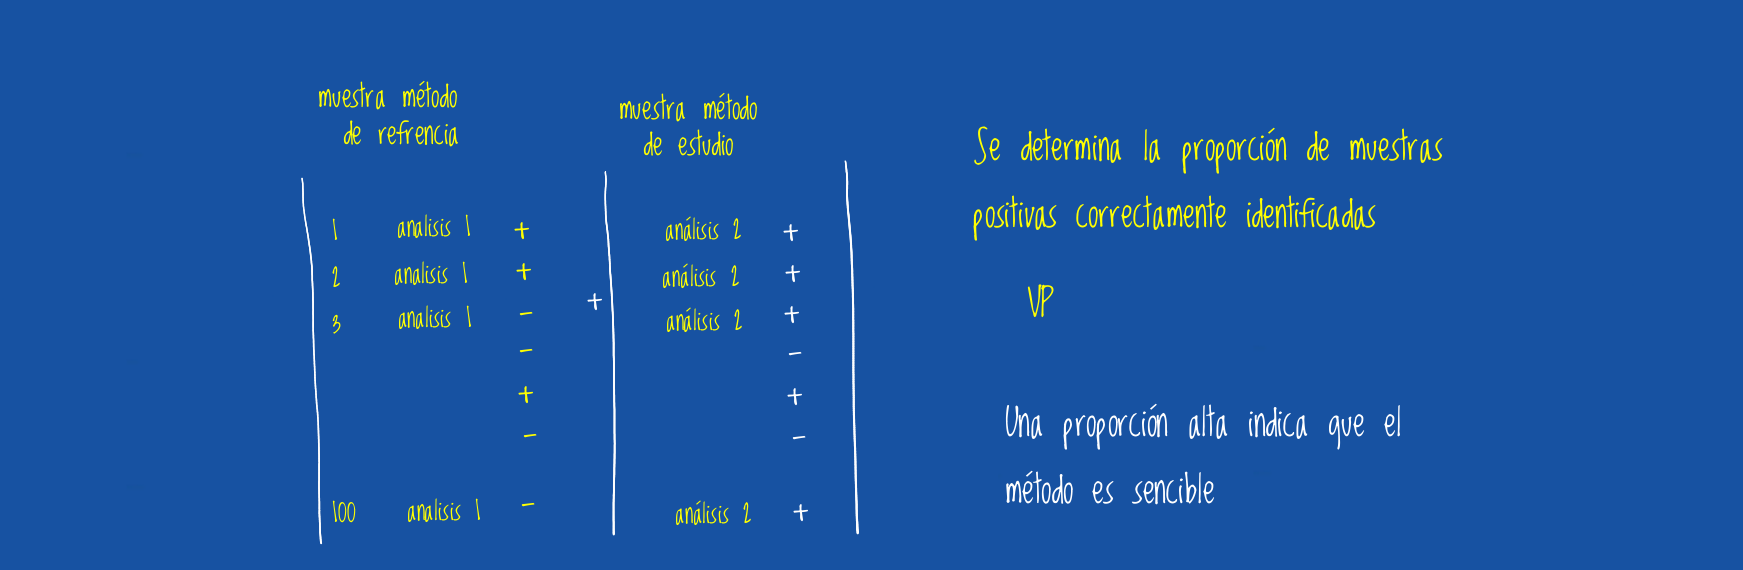 muestra método
de refrencia
muestra método
de estudio
1 analisis 1 + análisis 2 +
2 analisis 1 + análisis 2 +
3 analisis 1 - + análisis 2 +
- -
+ +
- -
100 analisis 1 - análisis 2 +
Se determina la proporción de muestras
positivas correctamente identificadas
VP
Una proporción alta indica que el
método es sencible